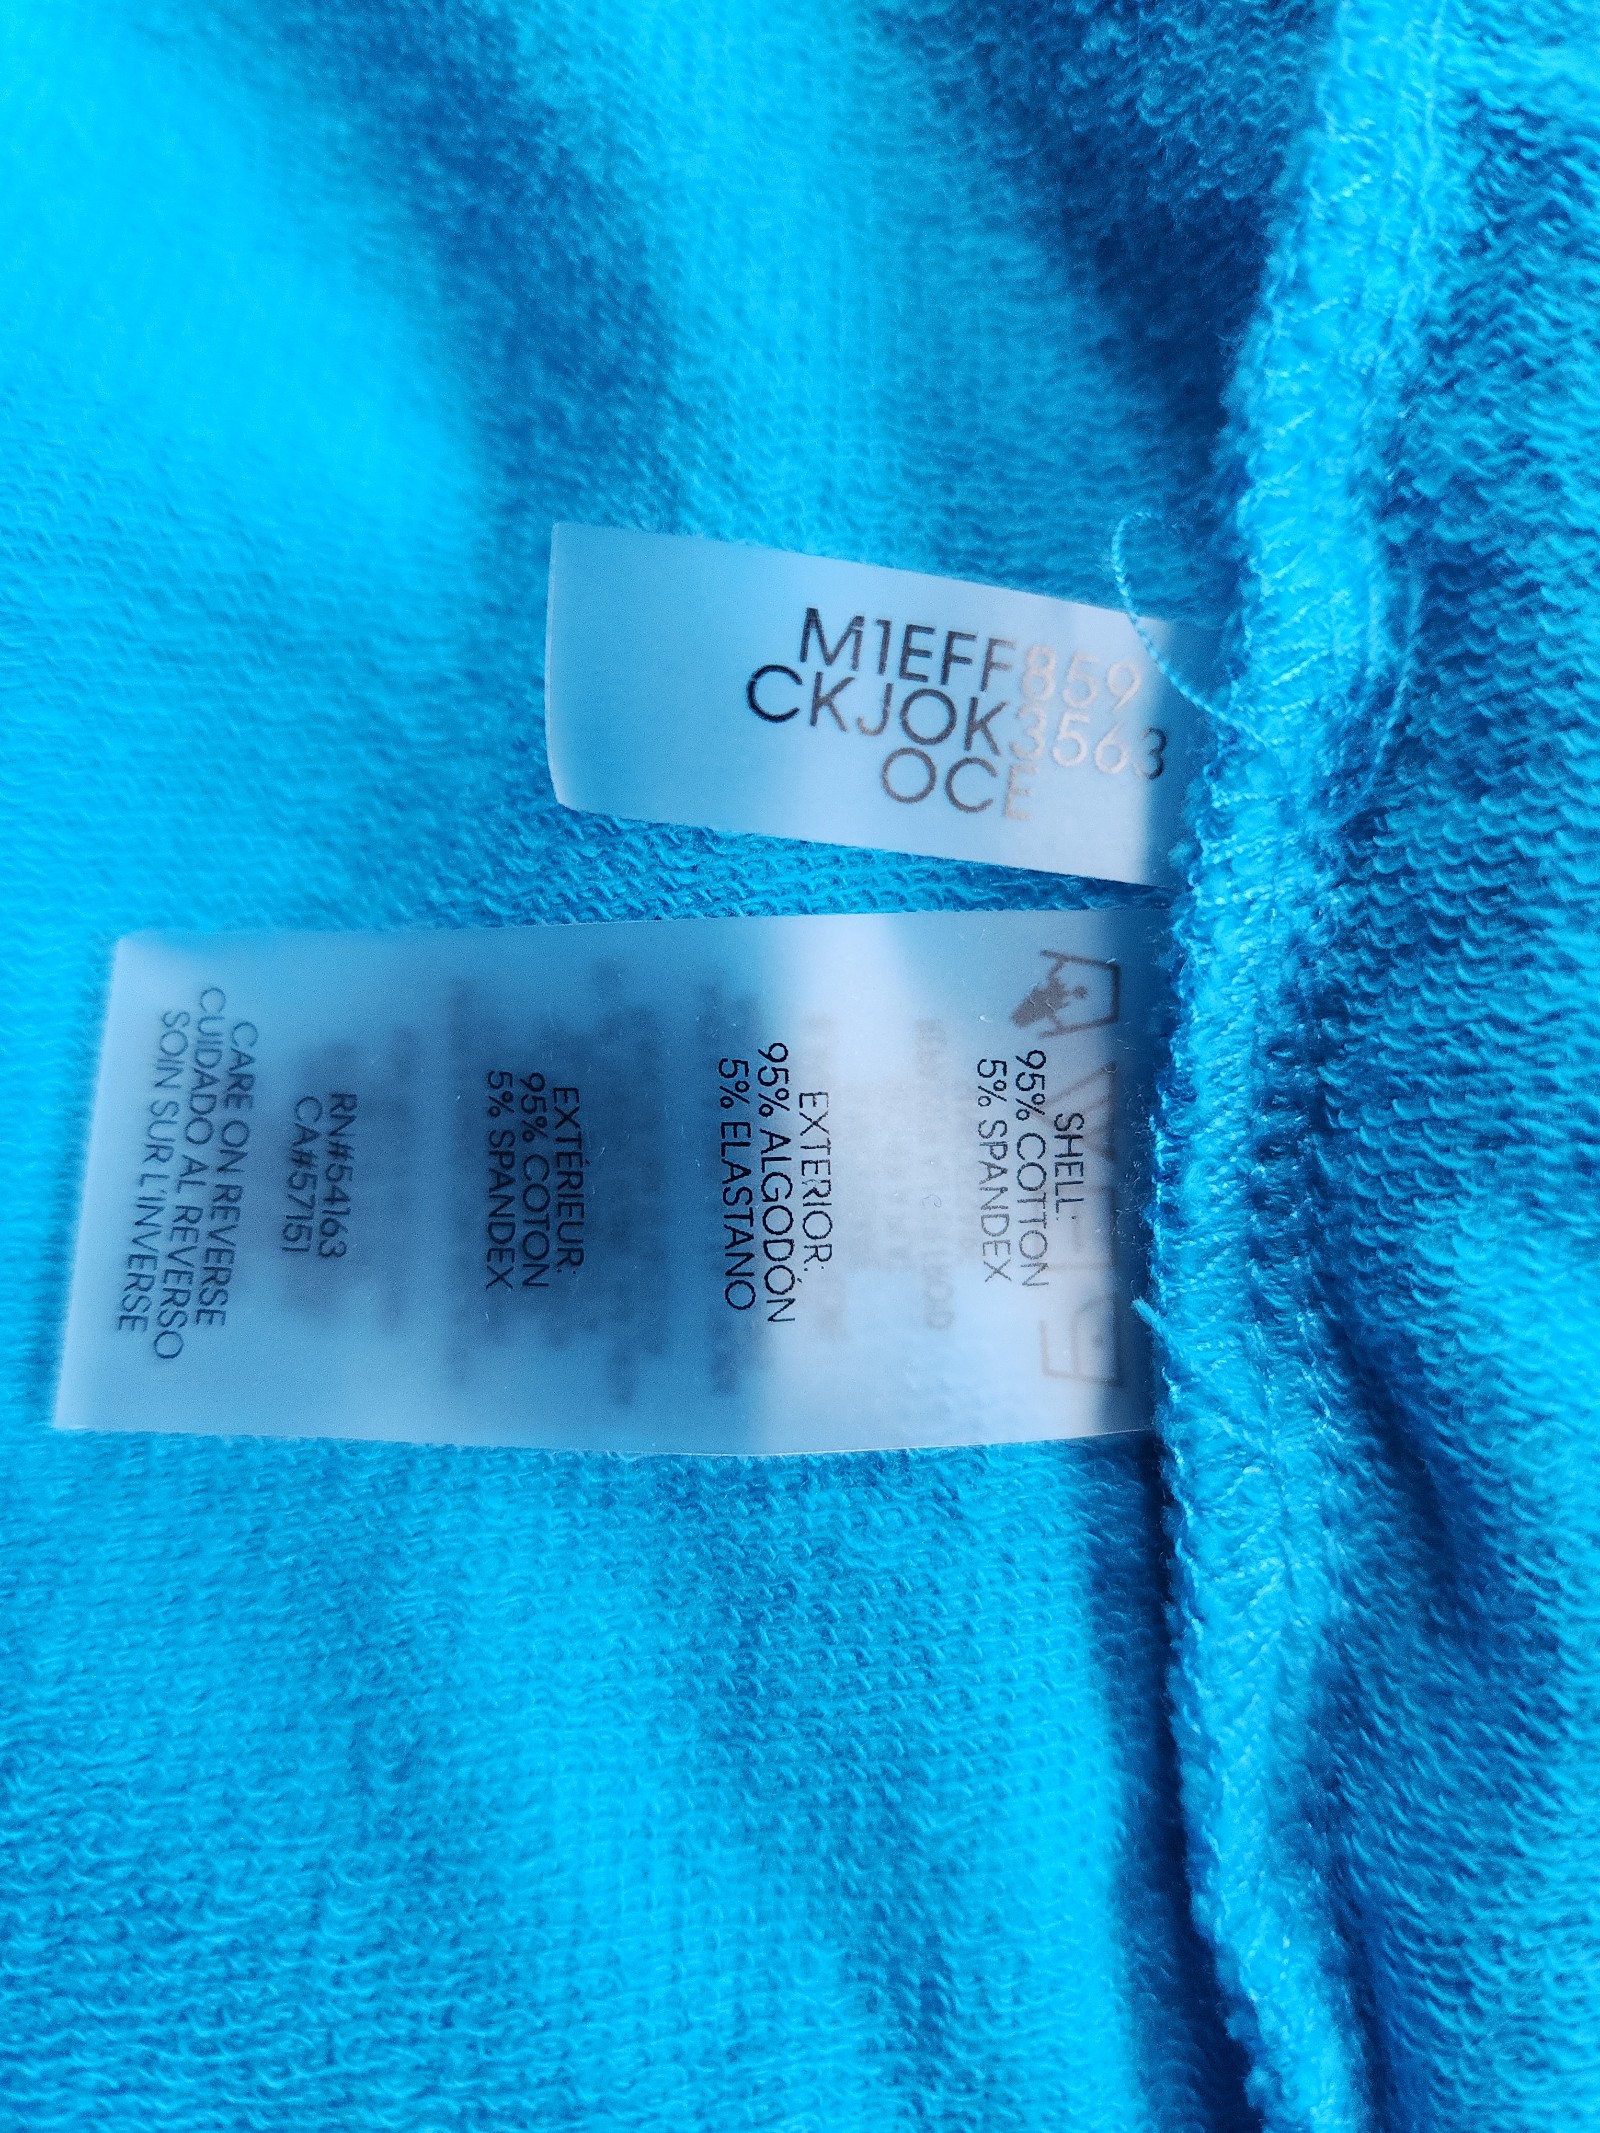 M1EFF859
CKJOK3563
OCE
SHELL:
95% COTTON
5% SPANDEX
EXTERIOR:
95% ALGODÓN
5% ELASTANO
EXTÉRIEUR:
95% COTON
5% SPANDEX
RN#54163
CA#57151
CARE ON REVERSE
CUIDADO AL REVERSO
SOIN SUR L'INVERSE